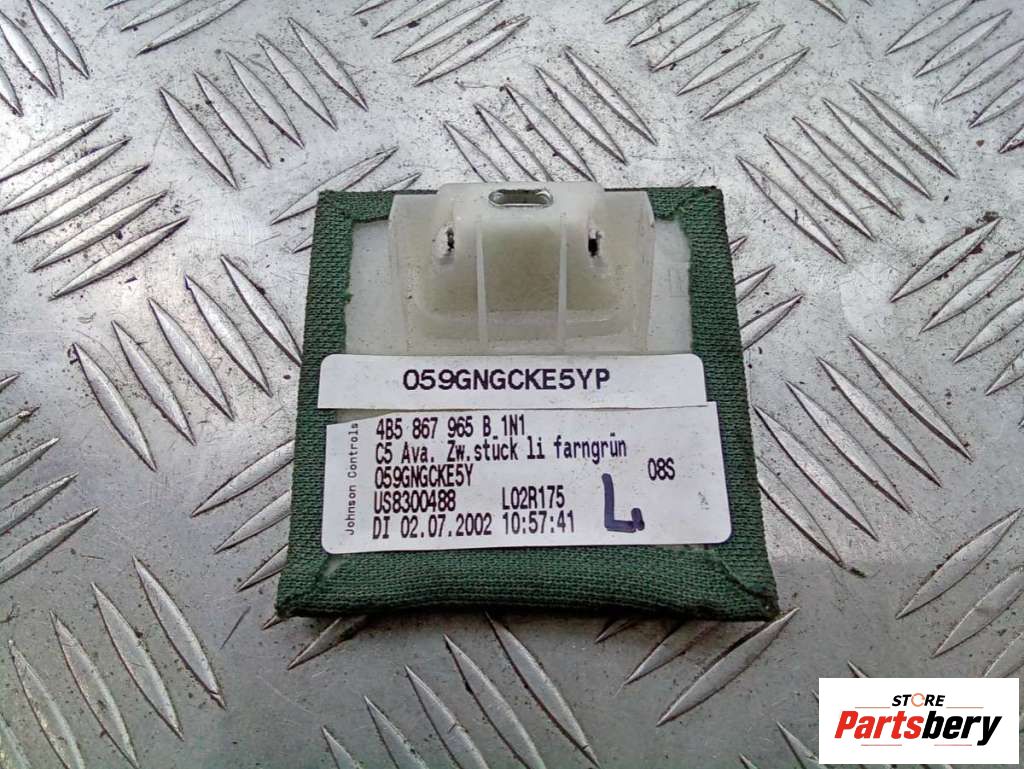 059GNGCKE5YP
Johnson Controls
4B5 867 965 B 1N1
C5 Ava. Zw.stück li farngrün
059GNGCKE5Y 08S
US8300488 L02R175
DI 02.07.2002 10:57:41 L
STORE
Partsbery